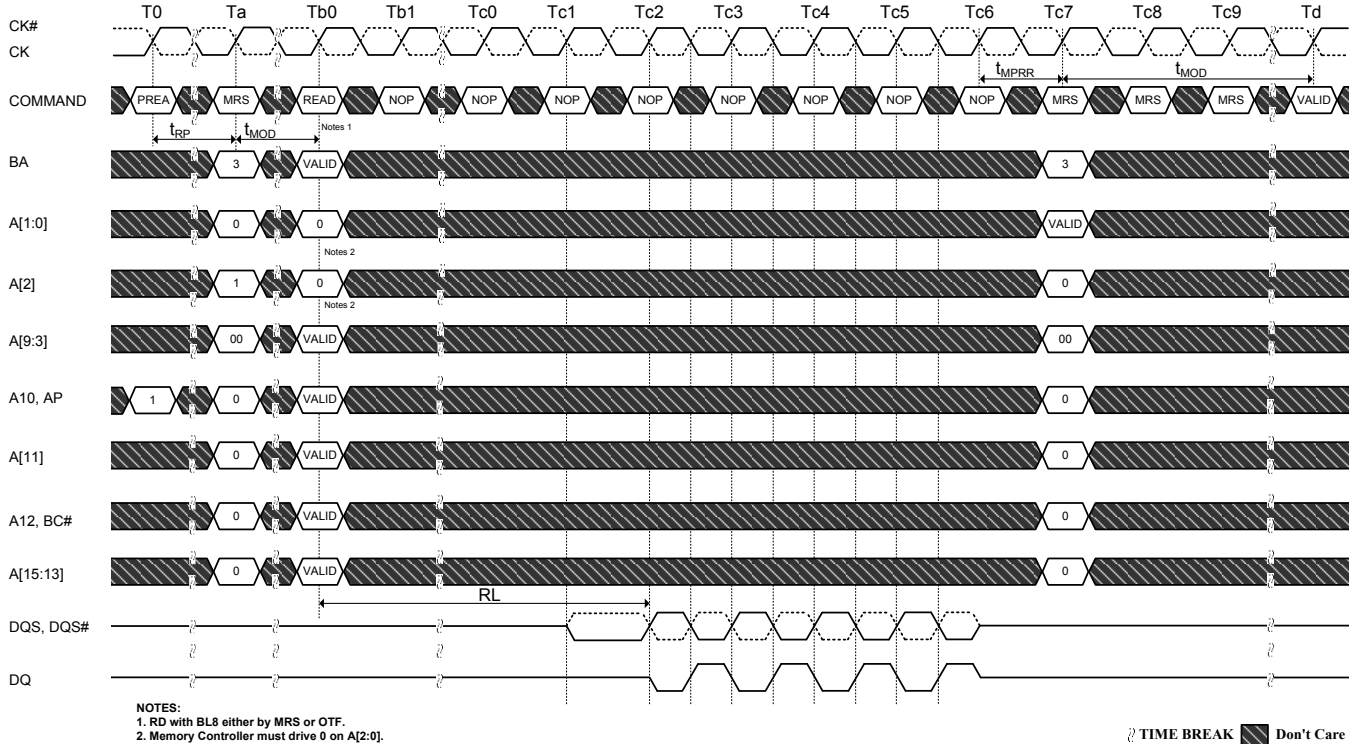 T0 Ta Tb0 Tb1 Tc0 Tc1 Tc2 Tc3 Tc4 Tc5 Tc6 Tc7 Tc8 Tc9 Td
CK#
CK
tMPRR tMOD
COMMAND PREA MRS READ NOP NOP NOP NOP NOP NOP NOP NOP MRS MRS MRS VALID
tRP tMOD Notes 1
BA 3 VALID 3
A[1:0] 0 0 VALID
Notes 2
A[2] 1 0 0
Notes 2
A[9:3] 00 VALID 00
A10, AP 1 0 VALID 0
A[11] 0 VALID 0
A12, BC# 0 VALID 0
A[15:13] 0 VALID 0
RL
DQS, DQS#
DQ
NOTES:
1. RD with BL8 either by MRS or OTF.
2. Memory Controller must drive 0 on A[2:0].
TIME BREAK Don't Care